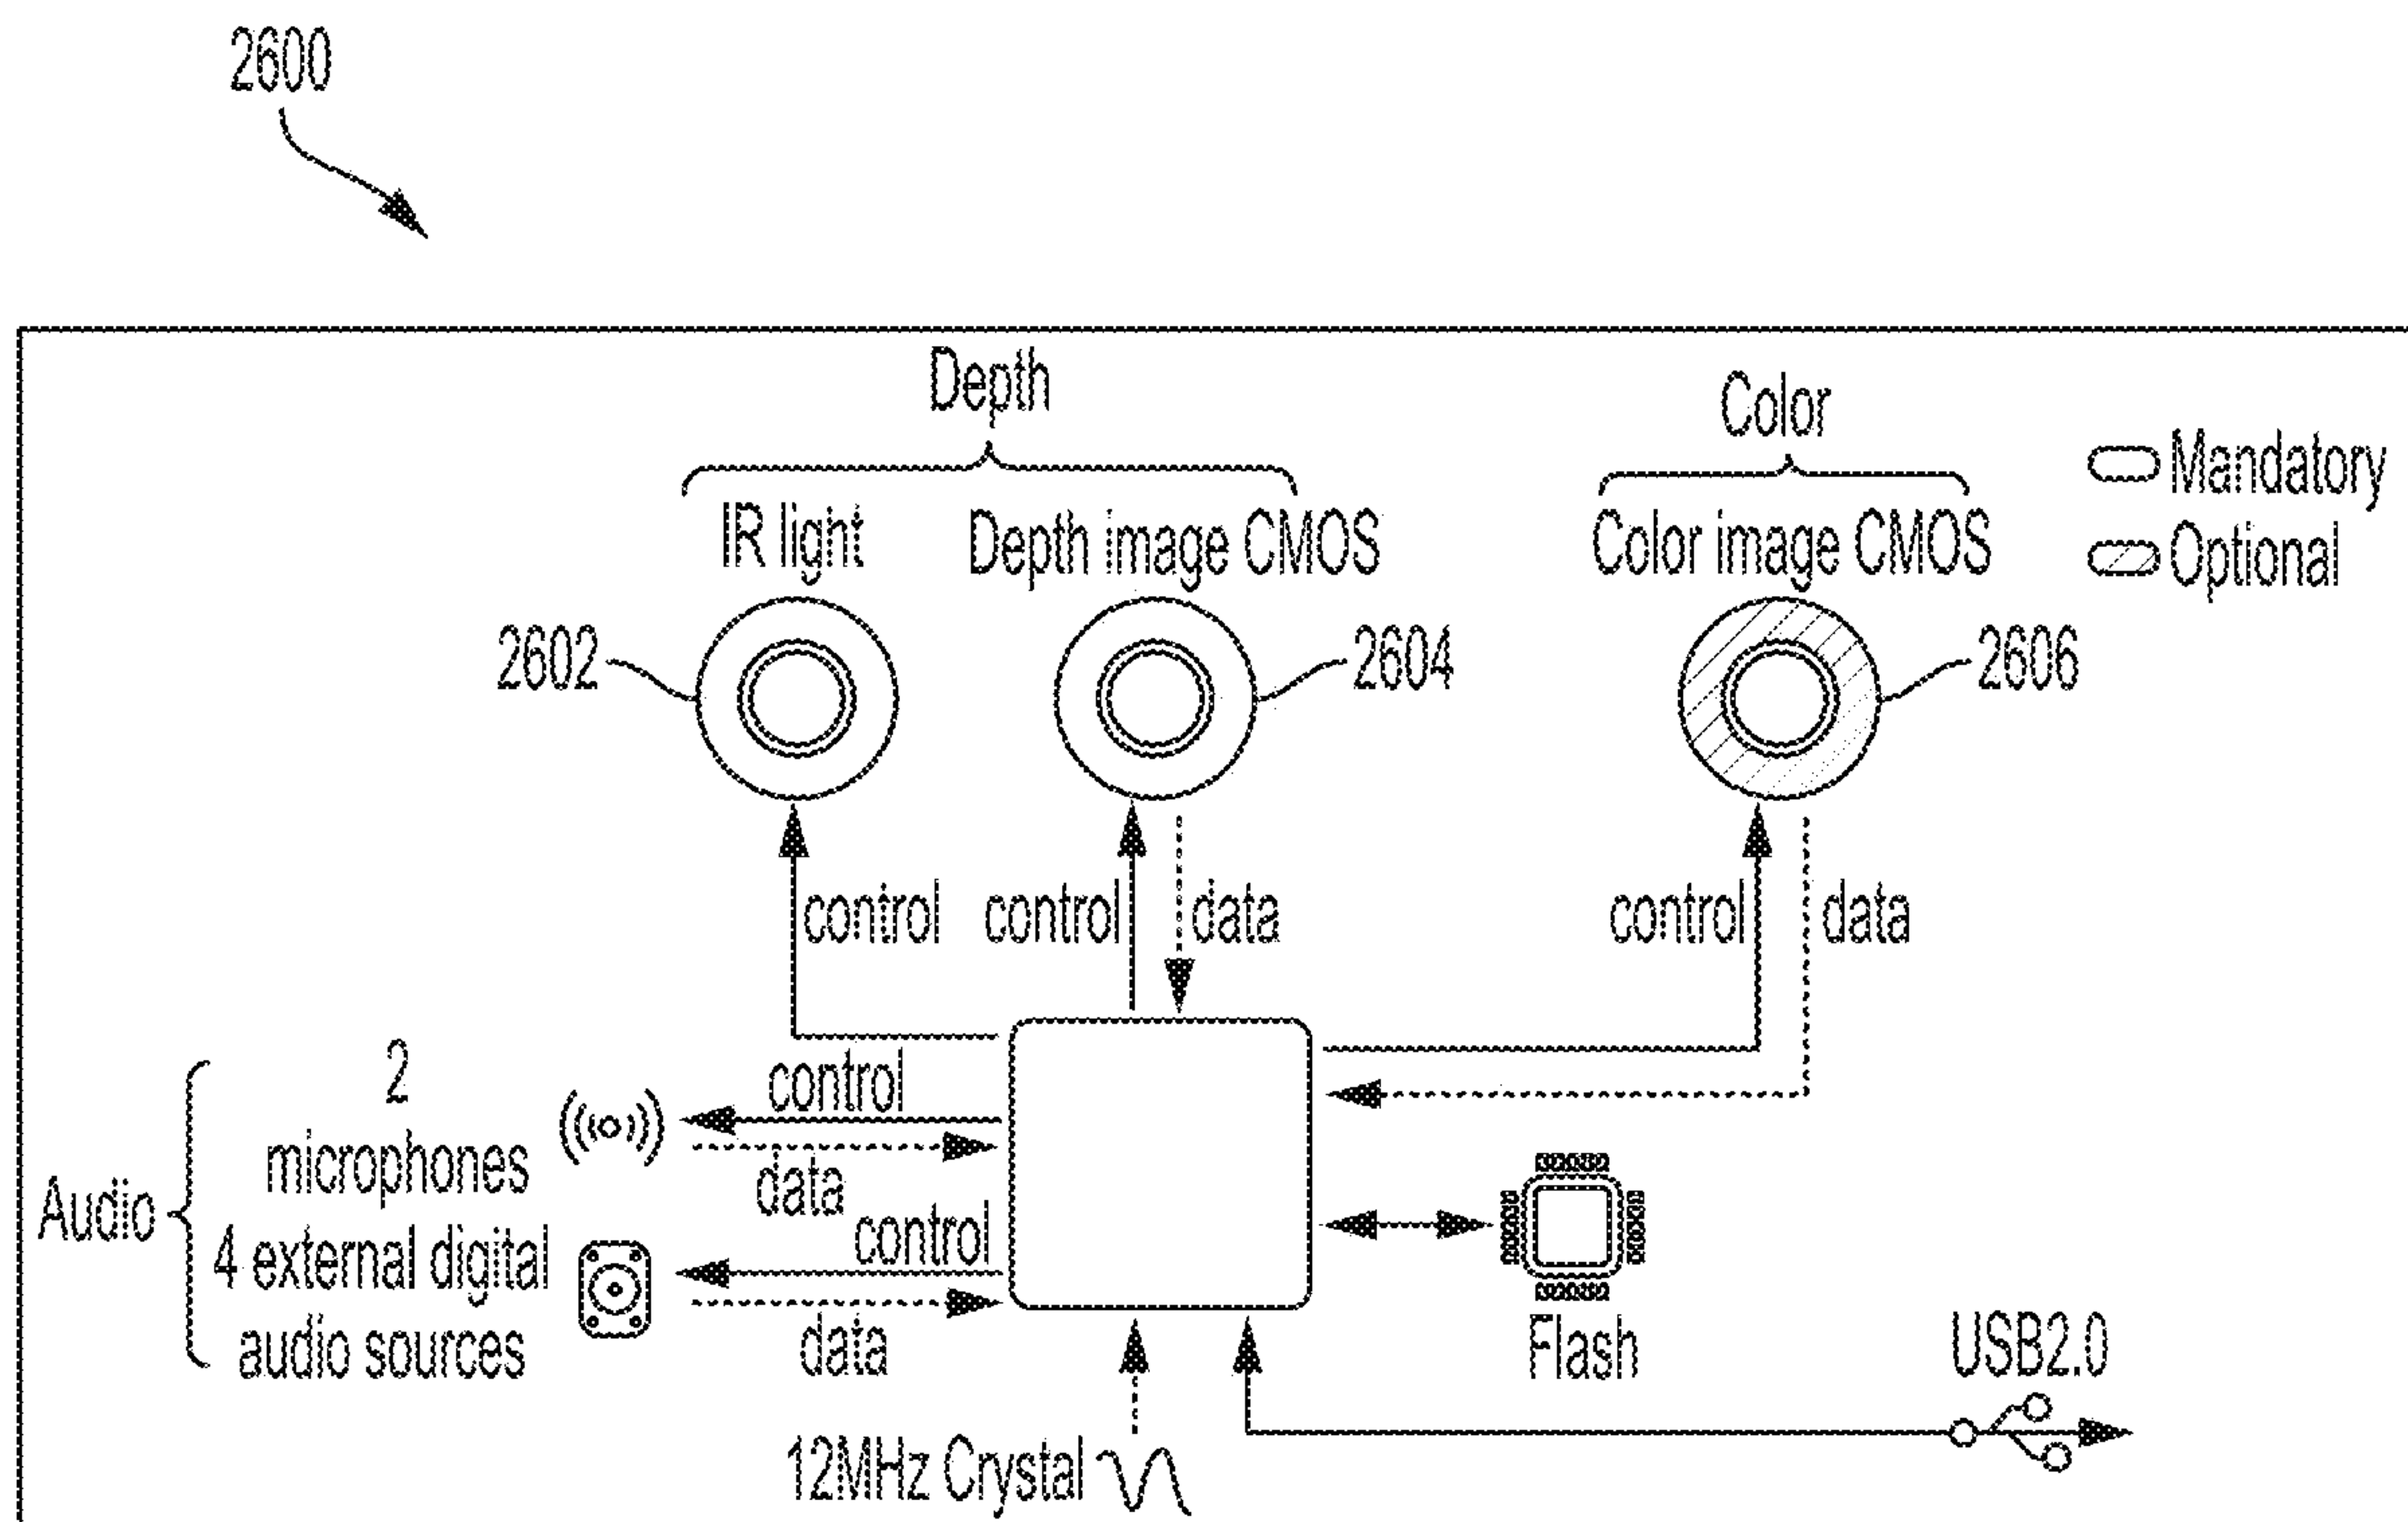 2600
Depth
Color
Mandatory
IR light
Depth image CMOS
Color image CMOS
Optional
2602
2604
2606
control
control
data
control
data
2
microphones
control
data
Audio
4 external digital
audio sources
control
data
Flash
USB2.0
12MHz Crystal